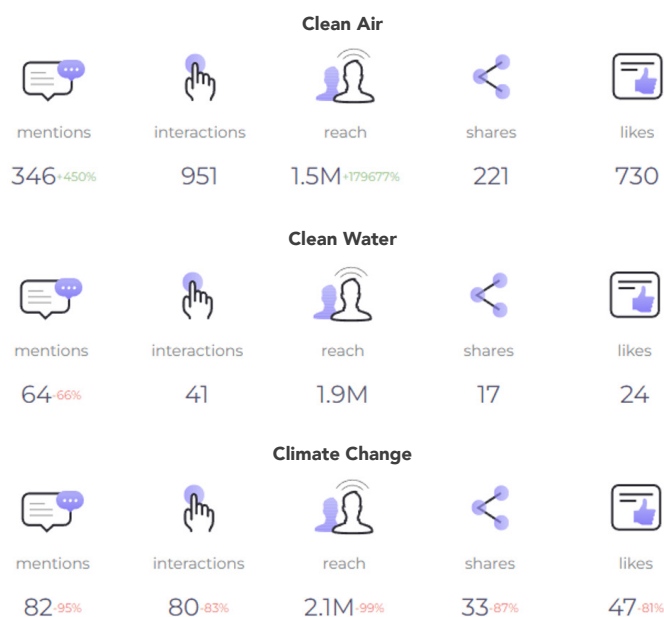 Clean Air
mentions interactions reach shares likes
346+450% 951 1.5M+179677% 221 730
Clean Water
mentions interactions reach shares likes
64-66% 41 1.9M 17 24
Climate Change
mentions interactions reach shares likes
82-95% 80-83% 2.1M-99% 33-87% 47-81%